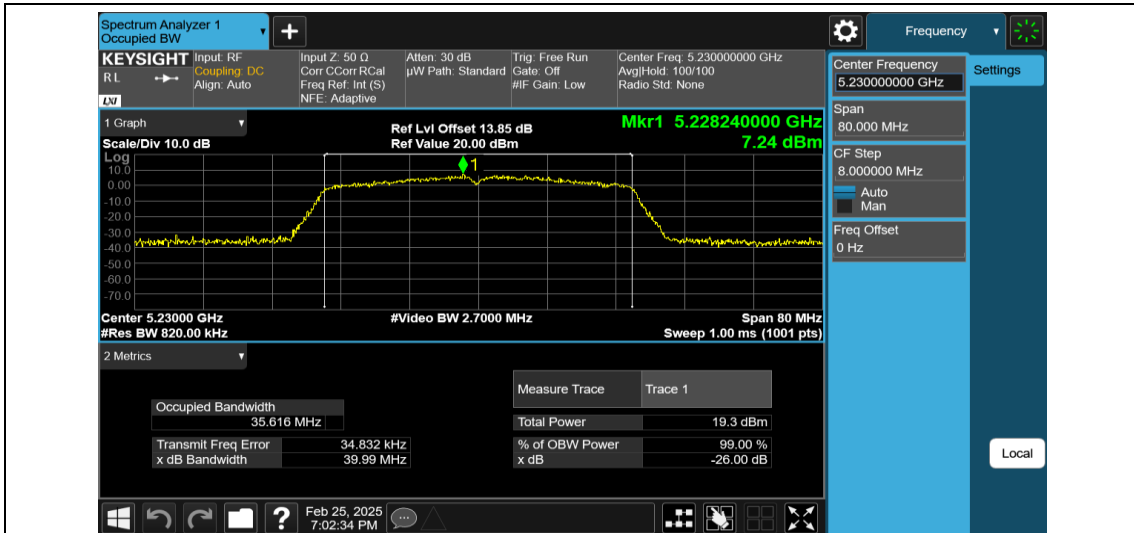 Spectrum Analyzer 1
Occupied BW
+
Frequency
KEYSIGHT
R L
LXI
Input: RF
Coupling: DC
Align: Auto
Input Z: 50 Ω
Corr CCorr RCal
Freq Ref: Int (S)
NFE: Adaptive
Atten: 30 dB
µW Path: Standard
Trig: Free Run
Gate: Off
#IF Gain: Low
Center Freq: 5.230000000 GHz
Avg|Hold: 100/100
Radio Std: None
1 Graph
Scale/Div 10.0 dB
Ref Lvl Offset 13.85 dB
Ref Value 20.00 dBm
Mkr1 5.228240000 GHz
7.24 dBm
Log
10.0
0.00
-10.0
-20.0
-30.0
-40.0
-50.0
-60.0
-70.0
1
Center 5.23000 GHz
#Res BW 820.00 kHz
#Video BW 2.7000 MHz
Span 80 MHz
Sweep 1.00 ms (1001 pts)
2 Metrics
Occupied Bandwidth
35.616 MHz
Transmit Freq Error 34.832 kHz
x dB Bandwidth 39.99 MHz
Measure Trace Trace 1
Total Power 19.3 dBm
% of OBW Power 99.00 %
x dB -26.00 dB
Center Frequency
5.230000000 GHz
Span
80.000 MHz
CF Step
8.000000 MHz
Auto
Man
Freq Offset
0 Hz
Settings
Local
?
Feb 25, 2025
7:02:34 PM